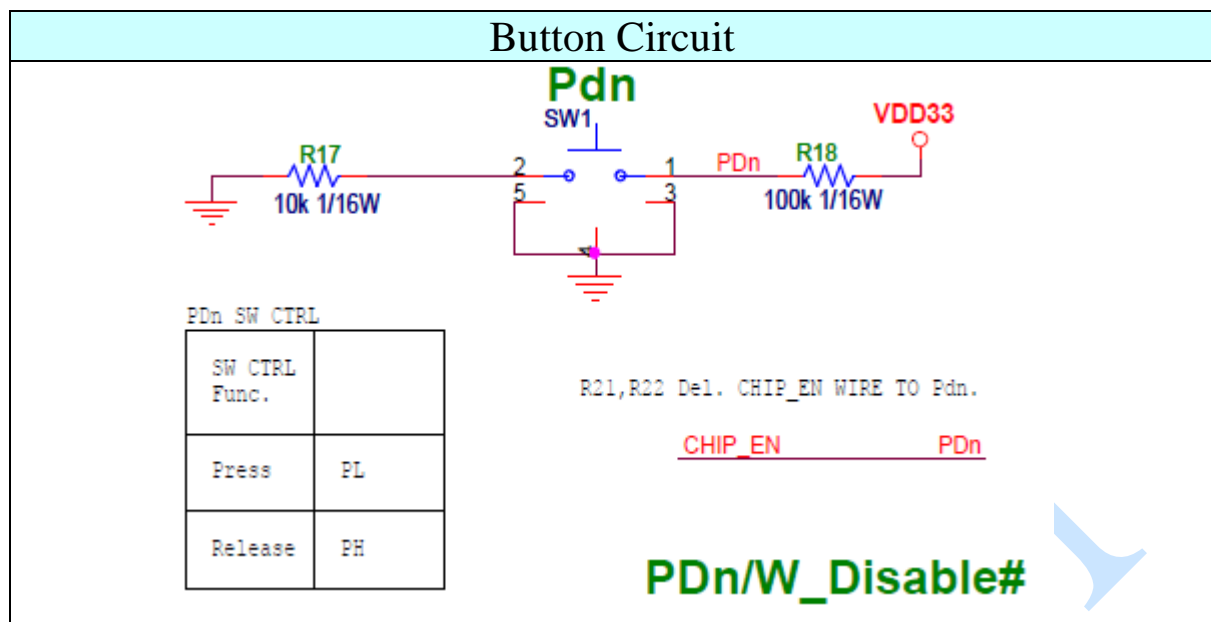 Button Circuit
Pdn
SW1
VDD33
R17
2
1
PDn
R18
10k 1/16W
5
3
100k 1/16W
4
PDn SW CTRL
SW CTRL
Func.
R21,R22 Del. CHIP_EN WIRE TO Pdn.
CHIP_EN
PDn
Press
PL
Release
PH
PDn/W_Disable#